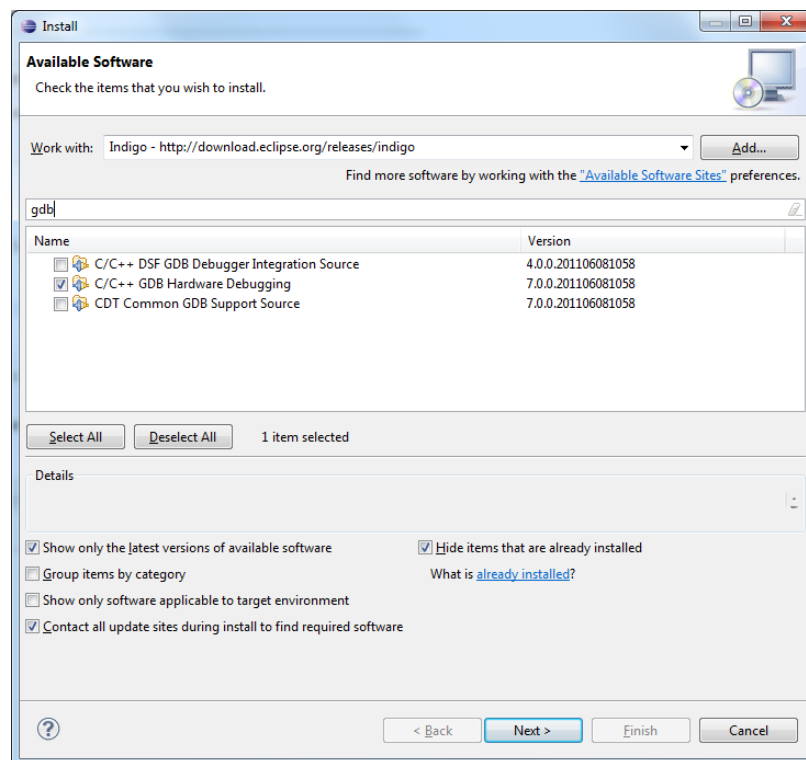 Install
Available Software
Check the items that you wish to install.
Work with: Indigo - http://download.eclipse.org/releases/indigo Add...
Find more software by working with the "Available Software Sites" preferences.
gdb
Name Version
C/C++ DSF GDB Debugger Integration Source 4.0.0.201106081058
C/C++ GDB Hardware Debugging 7.0.0.201106081058
CDT Common GDB Support Source 7.0.0.201106081058
Select All Deselect All 1 item selected
Details
Show only the latest versions of available software Hide items that are already installed
Group items by category What is already installed?
Show only software applicable to target environment
Contact all update sites during install to find required software
? < Back Next > Finish Cancel